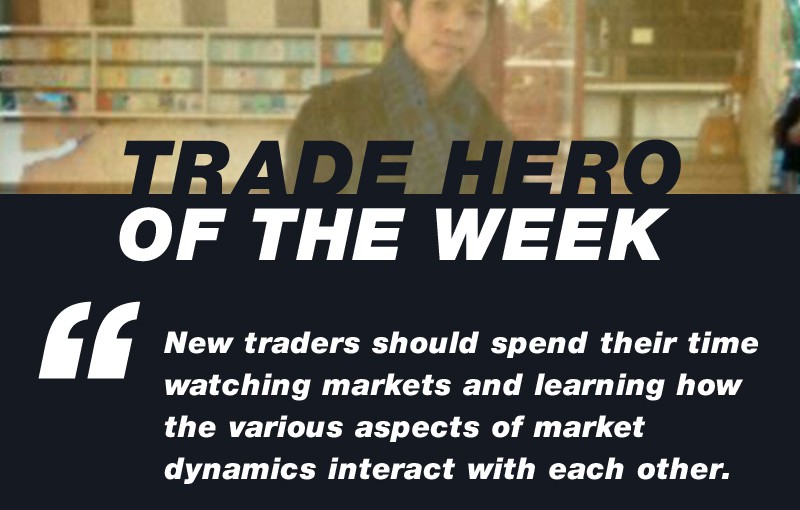 TRADE HERO
OF THE WEEK
“
New traders should spend their time
watching markets and learning how
the various aspects of market
dynamics interact with each other.